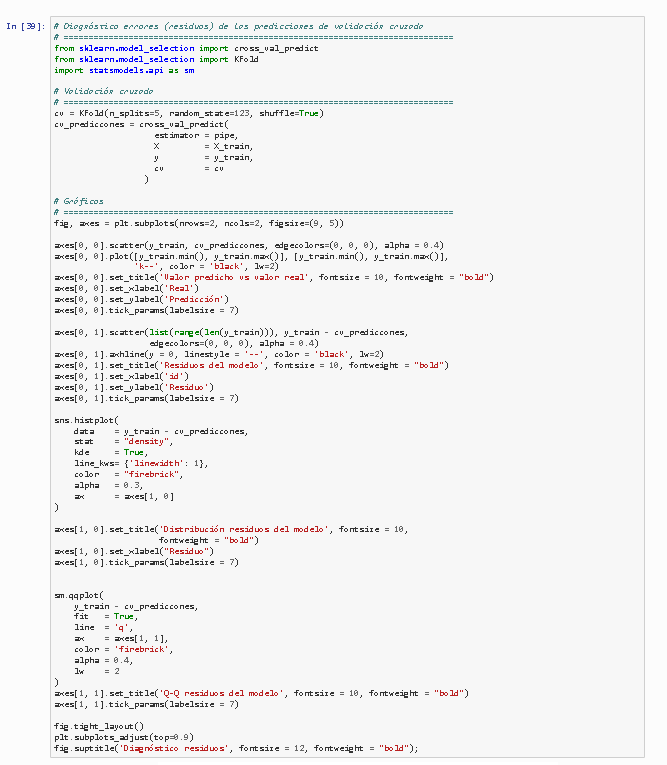 In [39]: # Diagnóstico errores (residuos) de las predicciones de validación cruzada
# ==============================================================================
from sklearn.model_selection import cross_val_predict
from sklearn.model_selection import KFold
import statsmodels.api as sm
# Validación cruzada
# ==============================================================================
cv = KFold(n_splits=5, random_state=123, shuffle=True)
cv_prediccones = cross_val_predict(
estimator = pipe,
X = X_train,
y = y_train,
cv = cv
)
# Gráficos
# ==============================================================================
fig, axes = plt.subplots(nrows=2, ncols=2, figsize=(9, 5))
axes[0, 0].scatter(y_train, cv_prediccones, edgecolors=(0, 0, 0), alpha = 0.4)
axes[0, 0].plot([y_train.min(), y_train.max()], [y_train.min(), y_train.max()],
'k--', color = 'black', lw=2)
axes[0, 0].set_title('Valor predicho vs valor real', fontsize = 10, fontweight = "bold")
axes[0, 0].set_xlabel('Real')
axes[0, 0].set_ylabel('Predicción')
axes[0, 0].tick_params(labelsize = 7)
axes[0, 1].scatter(list(range(len(y_train))), y_train - cv_prediccones,
edgecolors=(0, 0, 0), alpha = 0.4)
axes[0, 1].axhline(y = 0, linestyle = '--', color = 'black', lw=2)
axes[0, 1].set_title('Residuos del modelo', fontsize = 10, fontweight = "bold")
axes[0, 1].set_xlabel('id')
axes[0, 1].set_ylabel('Residuo')
axes[0, 1].tick_params(labelsize = 7)
sns.histplot(
data = y_train - cv_prediccones,
stat = "density",
kde = True,
line_kws= {'linewidth': 1},
color = "firebrick",
alpha = 0.3,
ax = axes[1, 0]
)
axes[1, 0].set_title('Distribución residuos del modelo', fontsize = 10,
fontweight = "bold")
axes[1, 0].set_xlabel("Residuo")
axes[1, 0].tick_params(labelsize = 7)
sm.qqplot(
y_train - cv_prediccones,
fit = True,
line = 'q',
ax = axes[1, 1],
color = 'firebrick',
alpha = 0.4,
lw = 2
)
axes[1, 1].set_title('Q-Q residuos del modelo', fontsize = 10, fontweight = "bold")
axes[1, 1].tick_params(labelsize = 7)
fig.tight_layout()
plt.subplots_adjust(top=0.9)
fig.suptitle('Diagnóstico residuos', fontsize = 12, fontweight = "bold");